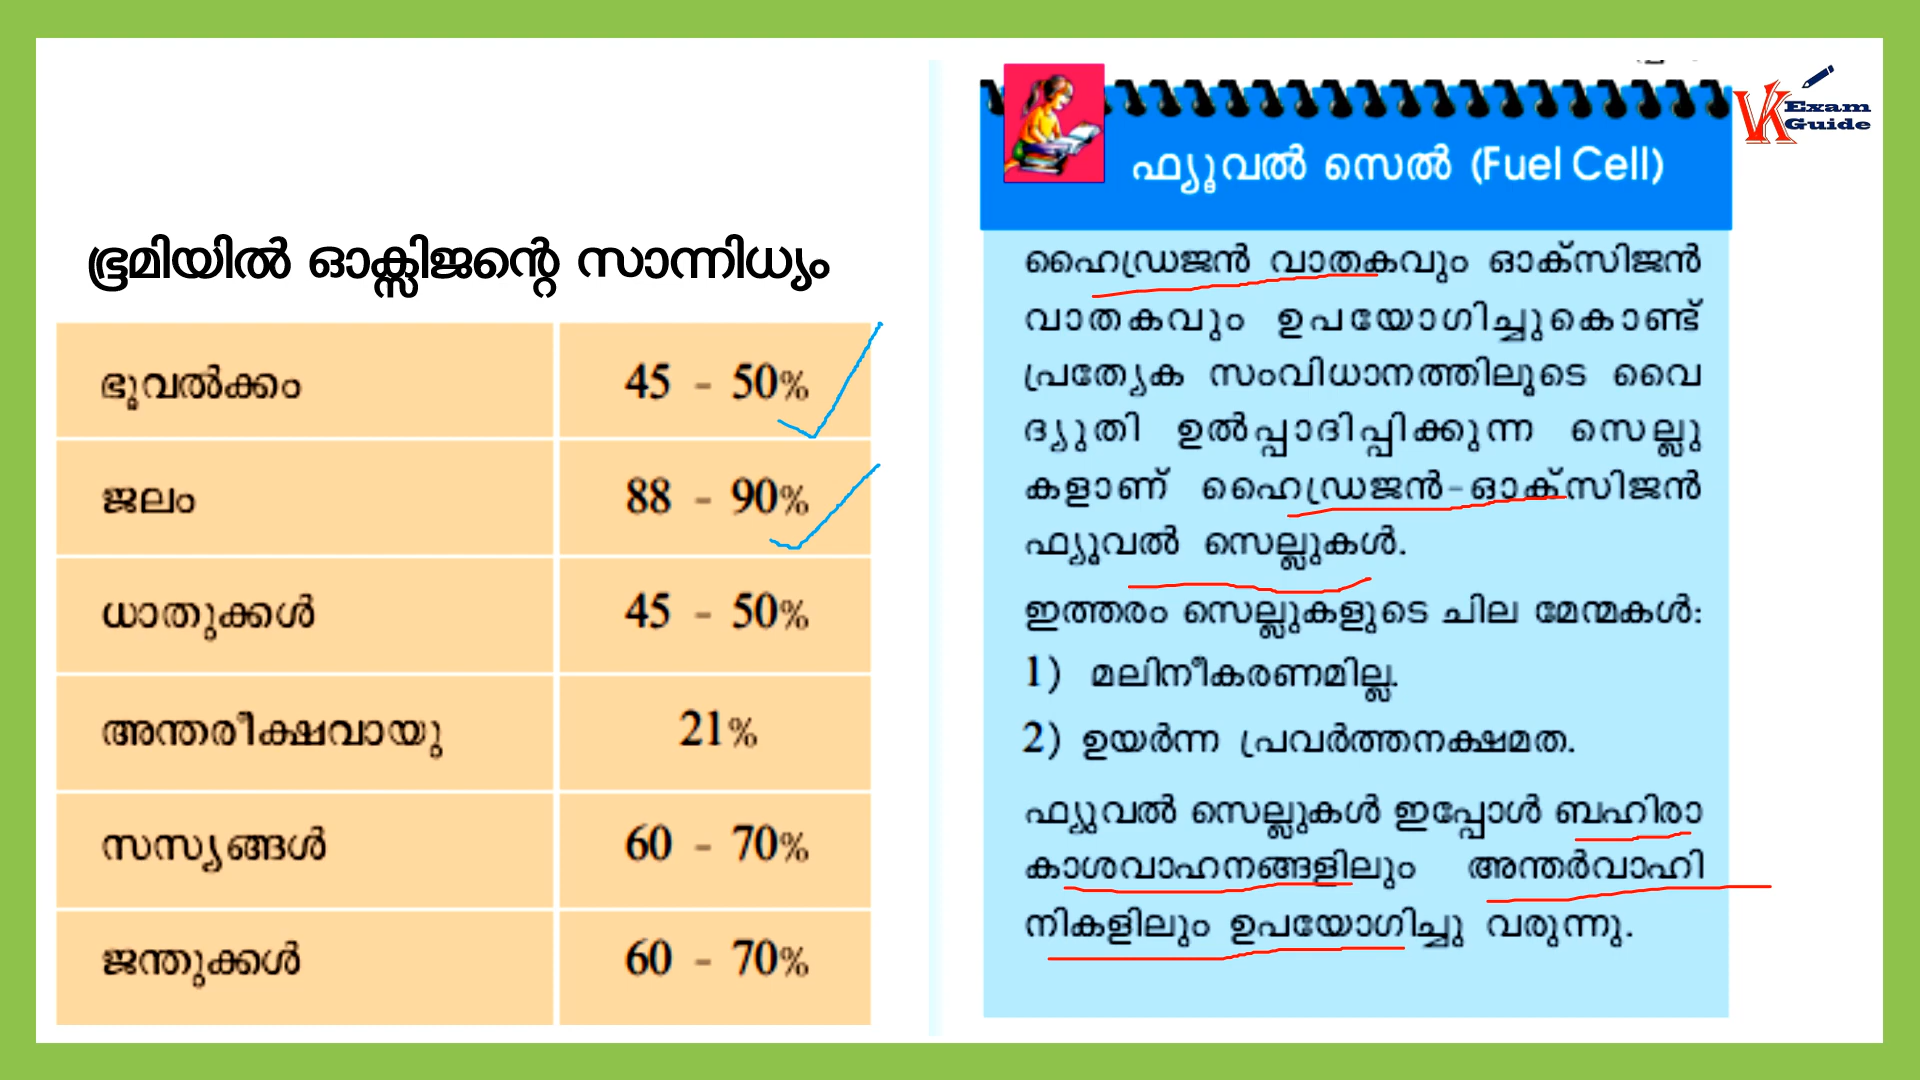 ഭൂമിയിൽ ഓക്സിജന്റെ സാന്നിധ്യം
ഭൂവൽക്കം 45 - 50%
ജലം 88 - 90%
ധാതുക്കൾ 45 - 50%
അന്തരീക്ഷവായു 21%
സസ്യങ്ങൾ 60 - 70%
ജന്തുക്കൾ 60 - 70%
VK Exam Guide
ഫ്യൂവൽ സെൽ (Fuel Cell)
ഹൈഡ്രജൻ വാതകവും ഓക്സിജൻ
വാതകവും ഉപയോഗിച്ചുകൊണ്ട്
പ്രത്യേക സംവിധാനത്തിലൂടെ വൈ
ദ്യുതി ഉൽപ്പാദിപ്പിക്കുന്ന സെല്ലു
കളാണ് ഹൈഡ്രജൻ-ഓക്സിജൻ
ഫ്യൂവൽ സെല്ലുകൾ.
ഇത്തരം സെല്ലുകളുടെ ചില മേന്മകൾ:
1) മലിനീകരണമില്ല.
2) ഉയർന്ന പ്രവർത്തനക്ഷമത.
ഫ്യുവൽ സെല്ലുകൾ ഇപ്പോൾ ബഹിരാ
കാശവാഹനങ്ങളിലും അന്തർവാഹി
നികളിലും ഉപയോഗിച്ചു വരുന്നു.